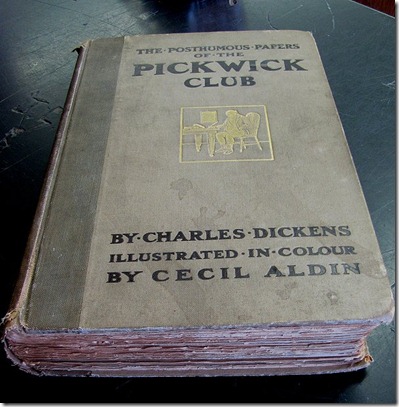 THE·POSTHUMOUS·PAPERS
OF·THE
PICKWICK
CLUB
BY·CHARLES·DICKENS
ILLUSTRATED·IN·COLOUR
BY CECIL ALDIN